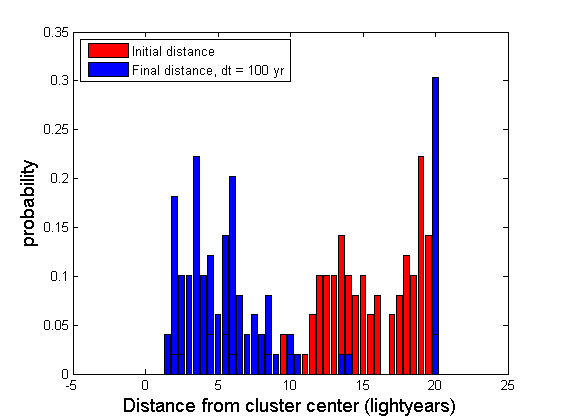 0.35
0.3
0.25
0.2
0.15
0.1
0.05
0
probability
Initial distance
Final distance, dt = 100 yr
-5 0 5 10 15 20 25
Distance from cluster center (lightyears)